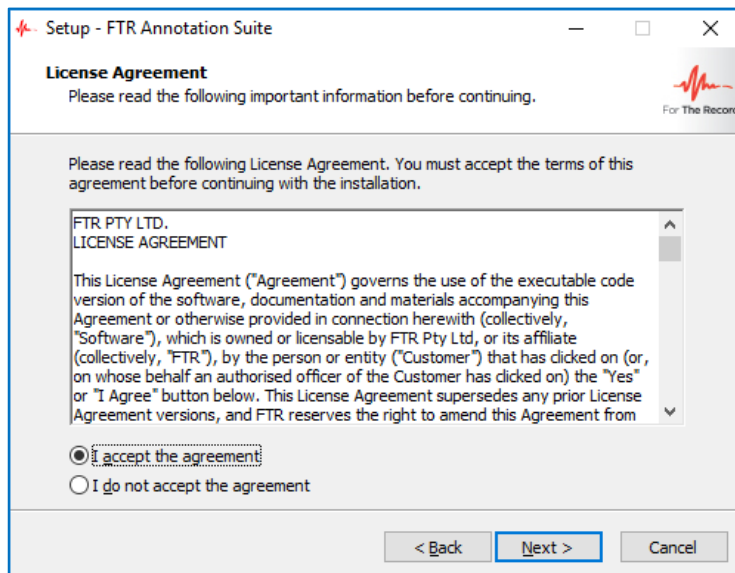 Setup - FTR Annotation Suite
License Agreement
Please read the following important information before continuing.
For The Record
Please read the following License Agreement. You must accept the terms of this
agreement before continuing with the installation.
FTR PTY LTD.
LICENSE AGREEMENT
This License Agreement ("Agreement") governs the use of the executable code
version of the software, documentation and materials accompanying this
Agreement or otherwise provided in connection herewith (collectively,
"Software"), which is owned or licensable by FTR Pty Ltd, or its affiliate
(collectively, "FTR"), by the person or entity ("Customer") that has clicked on (or,
on whose behalf an authorised officer of the Customer has clicked on) the "Yes"
or "I Agree" button below. This License Agreement supersedes any prior License
Agreement versions, and FTR reserves the right to amend this Agreement from
I accept the agreement
I do not accept the agreement
< Back
Next >
Cancel